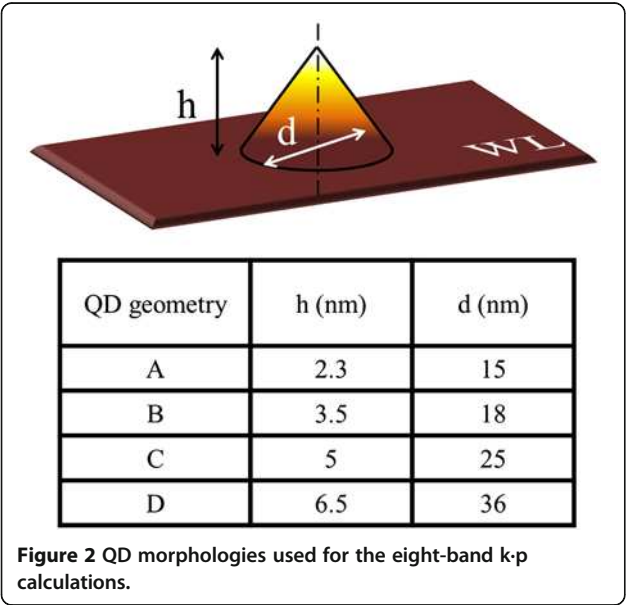 h
d
WL
QD geometry h (nm) d (nm)
A 2.3 15
B 3.5 18
C 5 25
D 6.5 36
Figure 2 QD morphologies used for the eight-band k·p
calculations.